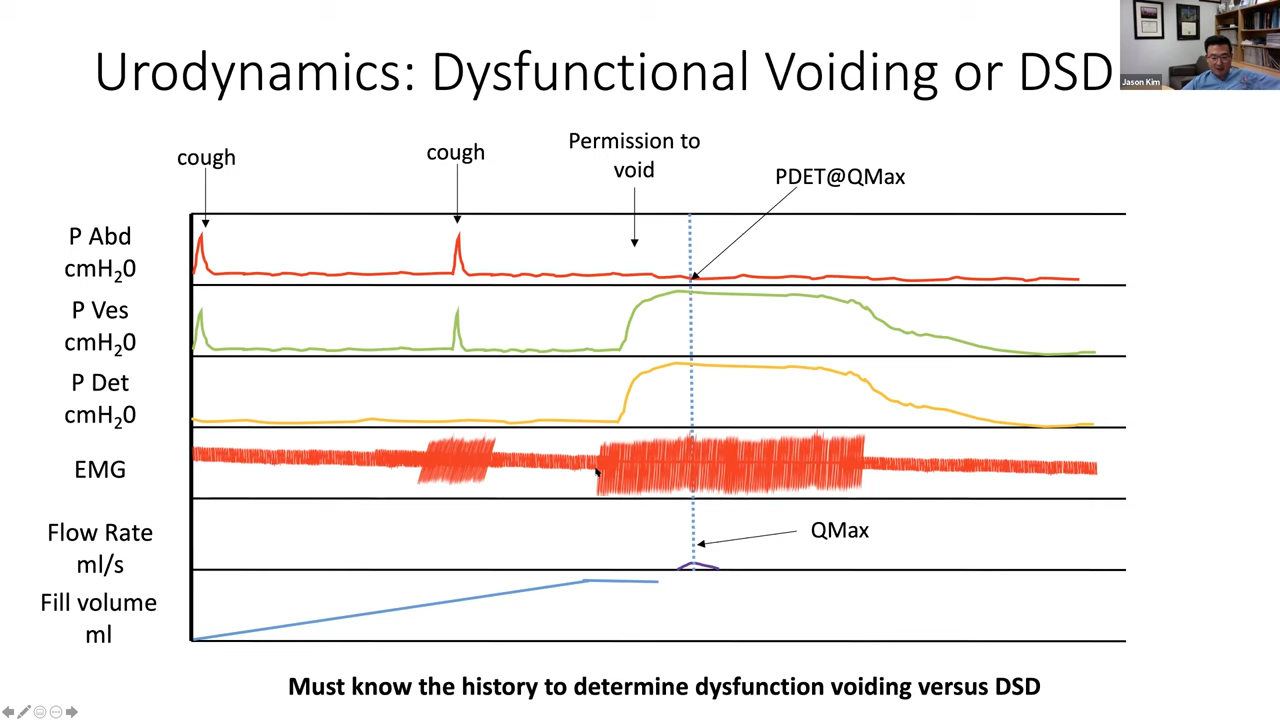 Urodynamics: Dysfunctional Voiding or DSD
Jason Kim
cough
cough
Permission to
void
PDET@QMax
P Abd
cmH20
P Ves
cmH20
P Det
cmH20
EMG
Flow Rate
ml/s
QMax
Fill volume
ml
Must know the history to determine dysfunction voiding versus DSD